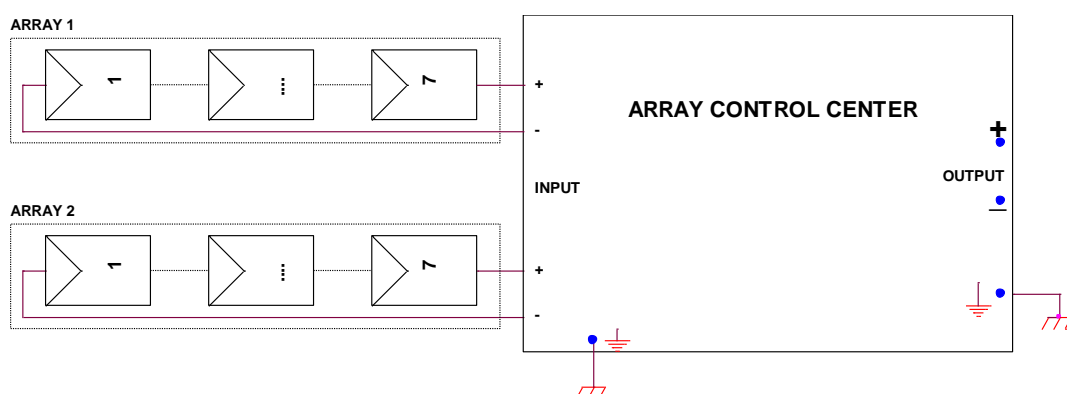 ARRAY 1
1
....
7
+
-
ARRAY CONTROL CENTER
+
OUTPUT
−
INPUT
ARRAY 2
1
....
7
+
-